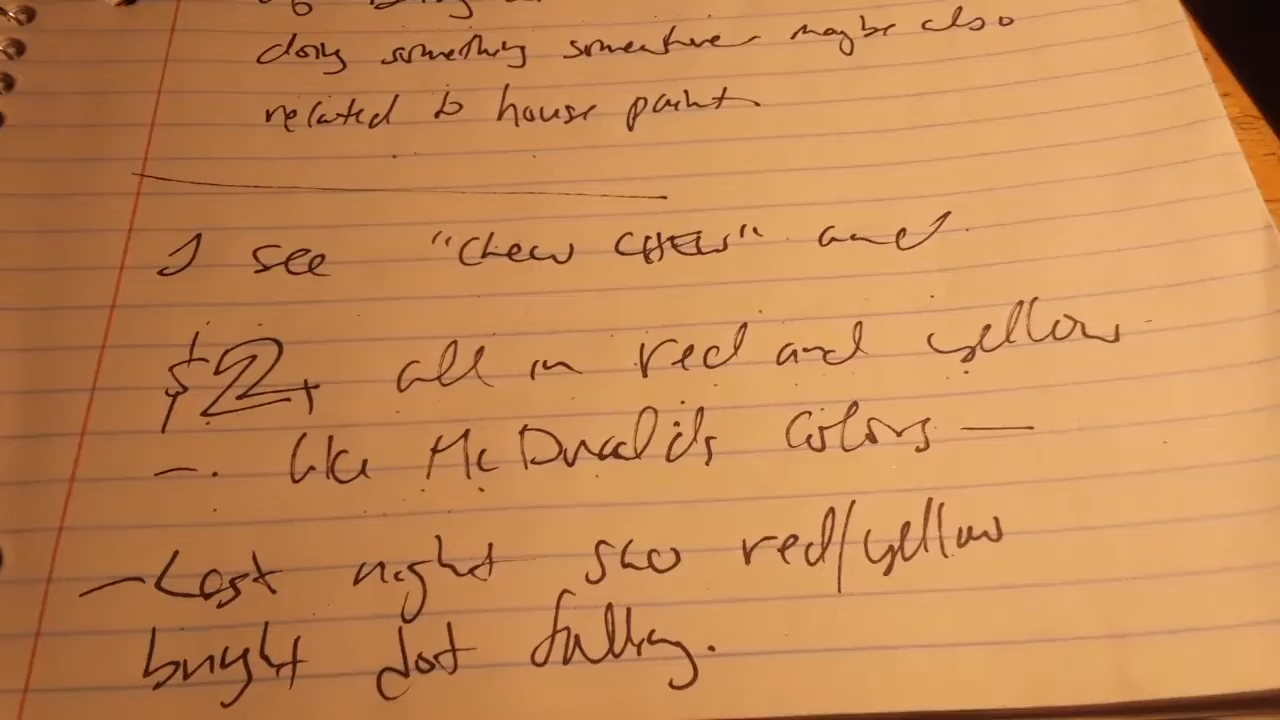 doing something somewhere maybe also
related to house paint.
I see "Chew CHEW" and
$2 all in red and yellow
- like McDonald's colors —
- Last night saw red/yellow
bright dot falling.